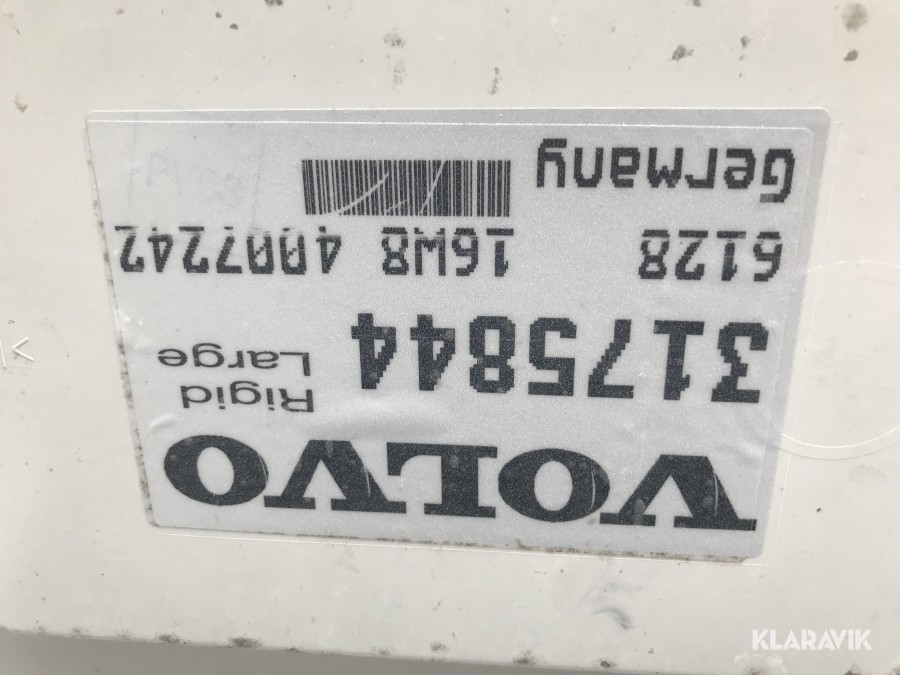 VOLVO
Rigid
Large
3175844
6128 16W8 4007242
Germany
KLARAVIK